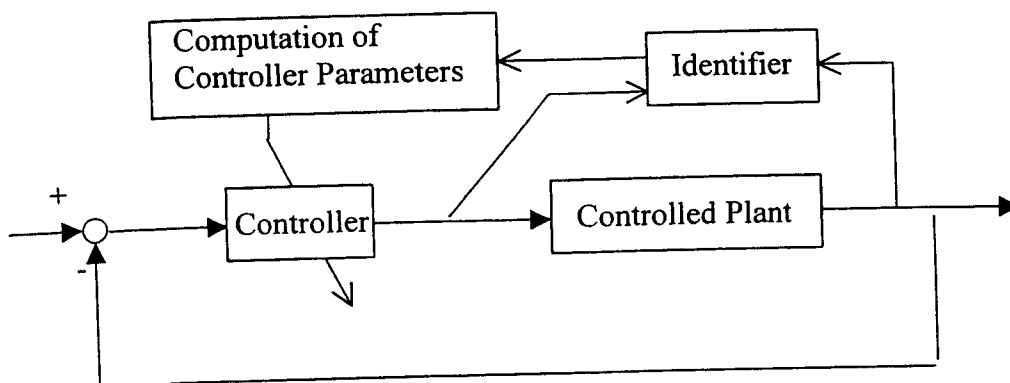 Computation of
Controller Parameters
Identifier
+
Controller
Controlled Plant
-